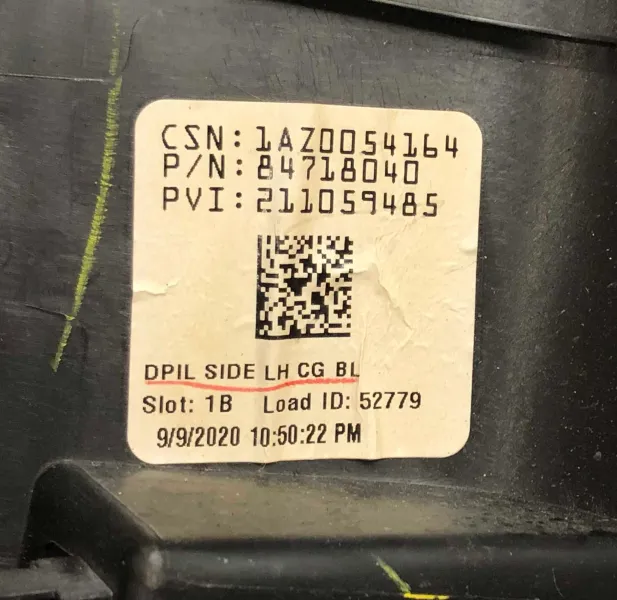 CSN: 1AZ0054164
P/N: 84718040
PVI: 211059485
DPIL SIDE LH CG BL
Slot: 1B Load ID: 52779
9/9/2020 10:50:22 PM